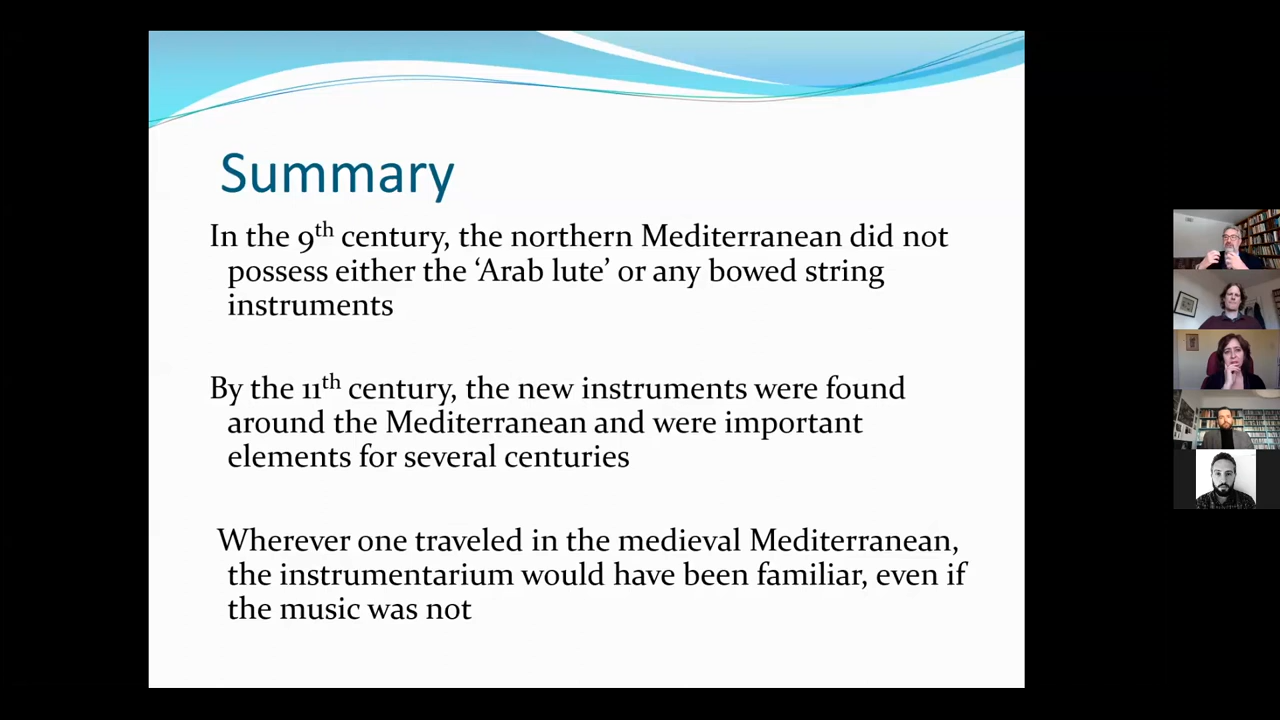 Summary
In the 9th century, the northern Mediterranean did not
possess either the ‘Arab lute’ or any bowed string
instruments
By the 11th century, the new instruments were found
around the Mediterranean and were important
elements for several centuries
Wherever one traveled in the medieval Mediterranean,
the instrumentarium would have been familiar, even if
the music was not